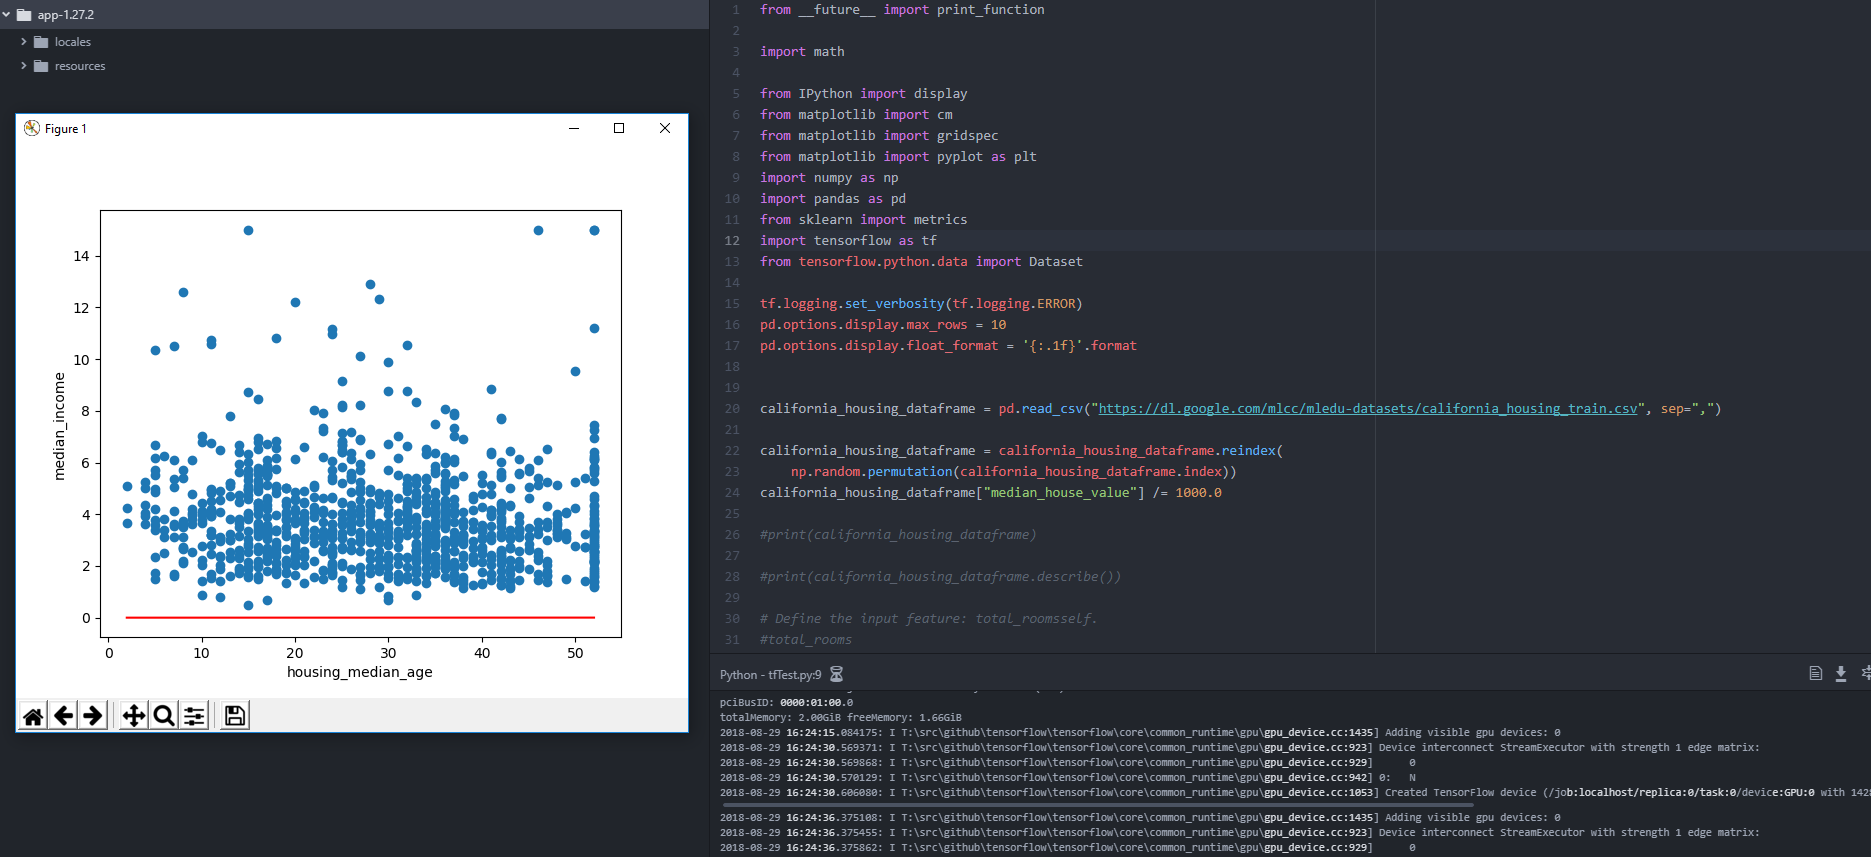 app-1.27.2
locales
resources
Figure 1
14
12
10
8
6
4
2
0
median_income
0 10 20 30 40 50
housing_median_age
1 from __future__ import print_function
2
3 import math
4
5 from IPython import display
6 from matplotlib import cm
7 from matplotlib import gridspec
8 from matplotlib import pyplot as plt
9 import numpy as np
10 import pandas as pd
11 from sklearn import metrics
12 import tensorflow as tf
13 from tensorflow.python.data import Dataset
14
15 tf.logging.set_verbosity(tf.logging.ERROR)
16 pd.options.display.max_rows = 10
17 pd.options.display.float_format = '{:.1f}'.format
18
19
20 california_housing_dataframe = pd.read_csv("https://dl.google.com/mlcc/mledu-datasets/california_housing_train.csv", sep=",")
21
22 california_housing_dataframe = california_housing_dataframe.reindex(
23 np.random.permutation(california_housing_dataframe.index))
24 california_housing_dataframe["median_house_value"] /= 1000.0
25
26 #print(california_housing_dataframe)
27
28 #print(california_housing_dataframe.describe())
29
30 # Define the input feature: total_roomsself.
31 #total_rooms
Python - tfTest.py:9
pciBusID: 0000:01:00.0
totalMemory: 2.00GiB freeMemory: 1.66GiB
2018-08-29 16:24:15.084175: I T:\src\github\tensorflow\tensorflow\core\common_runtime\gpu\gpu_device.cc:1435] Adding visible gpu devices: 0
2018-08-29 16:24:30.569371: I T:\src\github\tensorflow\tensorflow\core\common_runtime\gpu\gpu_device.cc:923] Device interconnect StreamExecutor with strength 1 edge matrix:
2018-08-29 16:24:30.569868: I T:\src\github\tensorflow\tensorflow\core\common_runtime\gpu\gpu_device.cc:929] 0
2018-08-29 16:24:30.570129: I T:\src\github\tensorflow\tensorflow\core\common_runtime\gpu\gpu_device.cc:942] 0: N
2018-08-29 16:24:30.606080: I T:\src\github\tensorflow\tensorflow\core\common_runtime\gpu\gpu_device.cc:1053] Created TensorFlow device (/job:localhost/replica:0/task:0/device:GPU:0 with 1428
2018-08-29 16:24:36.375108: I T:\src\github\tensorflow\tensorflow\core\common_runtime\gpu\gpu_device.cc:1435] Adding visible gpu devices: 0
2018-08-29 16:24:36.375455: I T:\src\github\tensorflow\tensorflow\core\common_runtime\gpu\gpu_device.cc:923] Device interconnect StreamExecutor with strength 1 edge matrix:
2018-08-29 16:24:36.375862: I T:\src\github\tensorflow\tensorflow\core\common_runtime\gpu\gpu_device.cc:929] 0